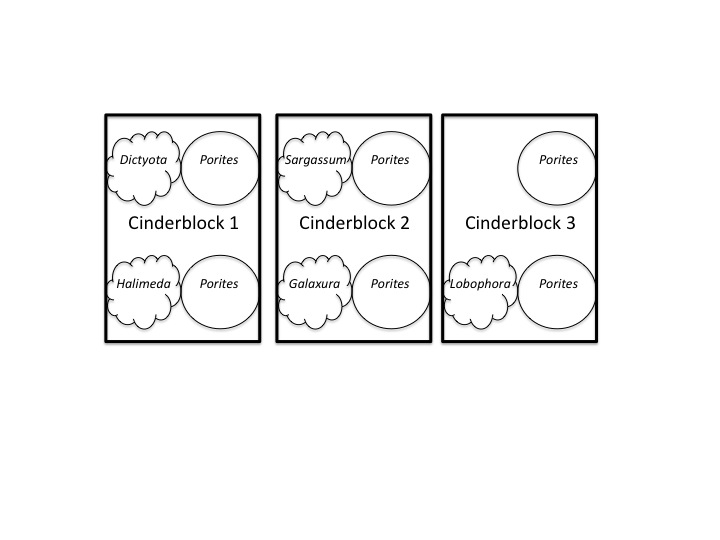 Dictyota Porites Sargassum Porites Porites
Cinderblock 1 Cinderblock 2 Cinderblock 3
Halimeda Porites Galaxura Porites Lobophora Porites